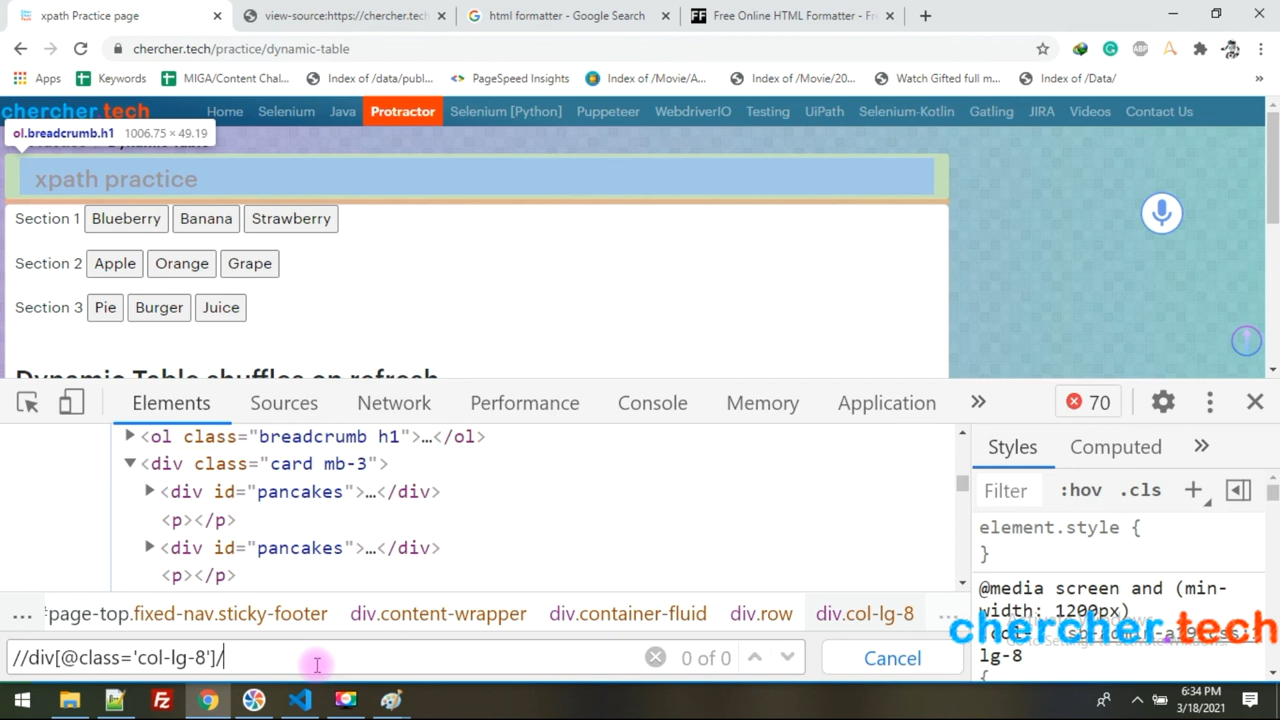 xpath Practice page
view-source:https://chercher.tech
html formatter - Google Search
Free Online HTML Formatter - Fre
chercher.tech/practice/dynamic-table
Apps
Keywords
MIGA/Content Chal...
Index of /data/publ...
PageSpeed Insights
Index of /Movie/A...
Index of /Movie/20...
Watch Gifted full m...
Index of /Data/
chercher.tech
Home
Selenium
Java
Protractor
Selenium [Python]
Puppeteer
WebdriverIO
Testing
UiPath
Selenium-Kotlin
Gatling
JIRA
Videos
Contact Us
ol.breadcrumb.h1 1006.75 × 49.19
xpath practice
Section 1 Blueberry Banana Strawberry
Section 2 Apple Orange Grape
Section 3 Pie Burger Juice
Dynamic Table shuffles on refresh
Elements
Sources
Network
Performance
Console
Memory
Application
70
<ol class="breadcrumb h1">…</ol>
<div class="card mb-3">
<div id="pancakes">…</div>
<p></p>
<div id="pancakes">…</div>
<p></p>
... #page-top.fixed-nav.sticky-footer div.content-wrapper div.container-fluid div.row div.col-lg-8 ...
//div[@class='col-lg-8']/
0 of 0
Cancel
Styles
Computed
Filter
:hov .cls
element.style {
}
@media screen and (min-
width: 1200px)
chercher.tech
lg-8
{
6:34 PM
3/18/2021